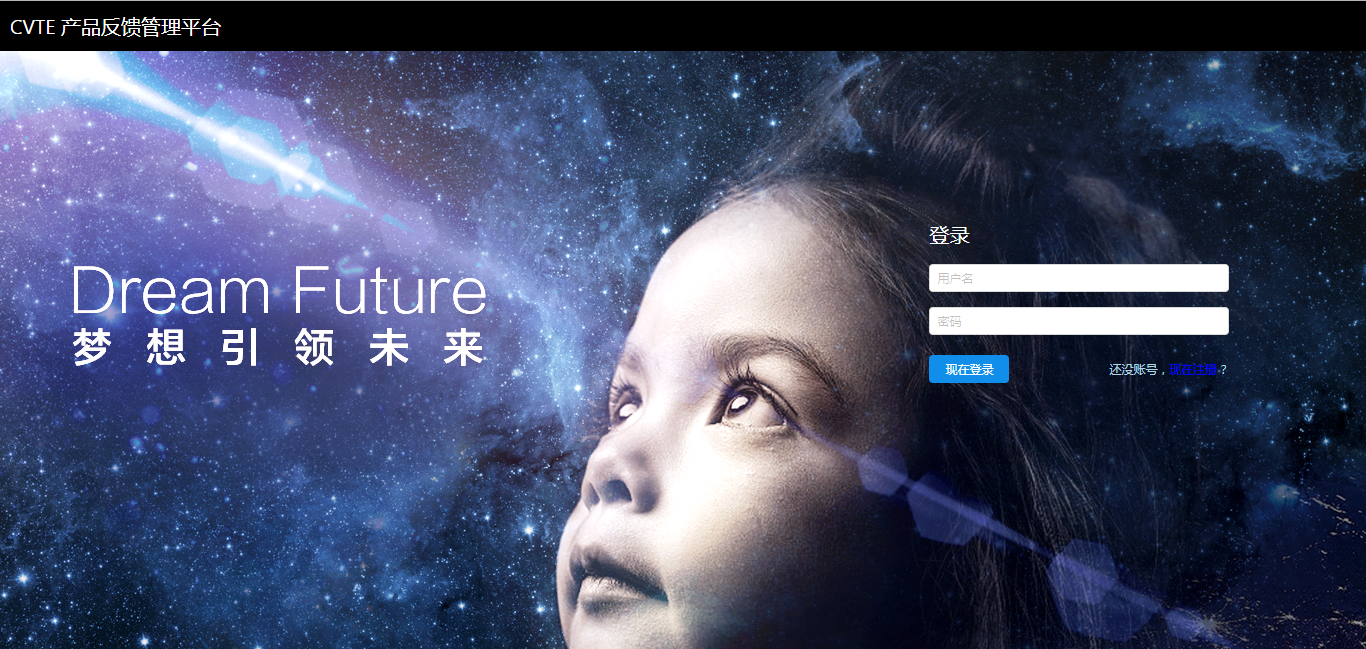 CVTE 产品反馈管理平台
Dream Future
梦想引领未来
登录
用户名
密码
现在登录
还没账号，现在注册?